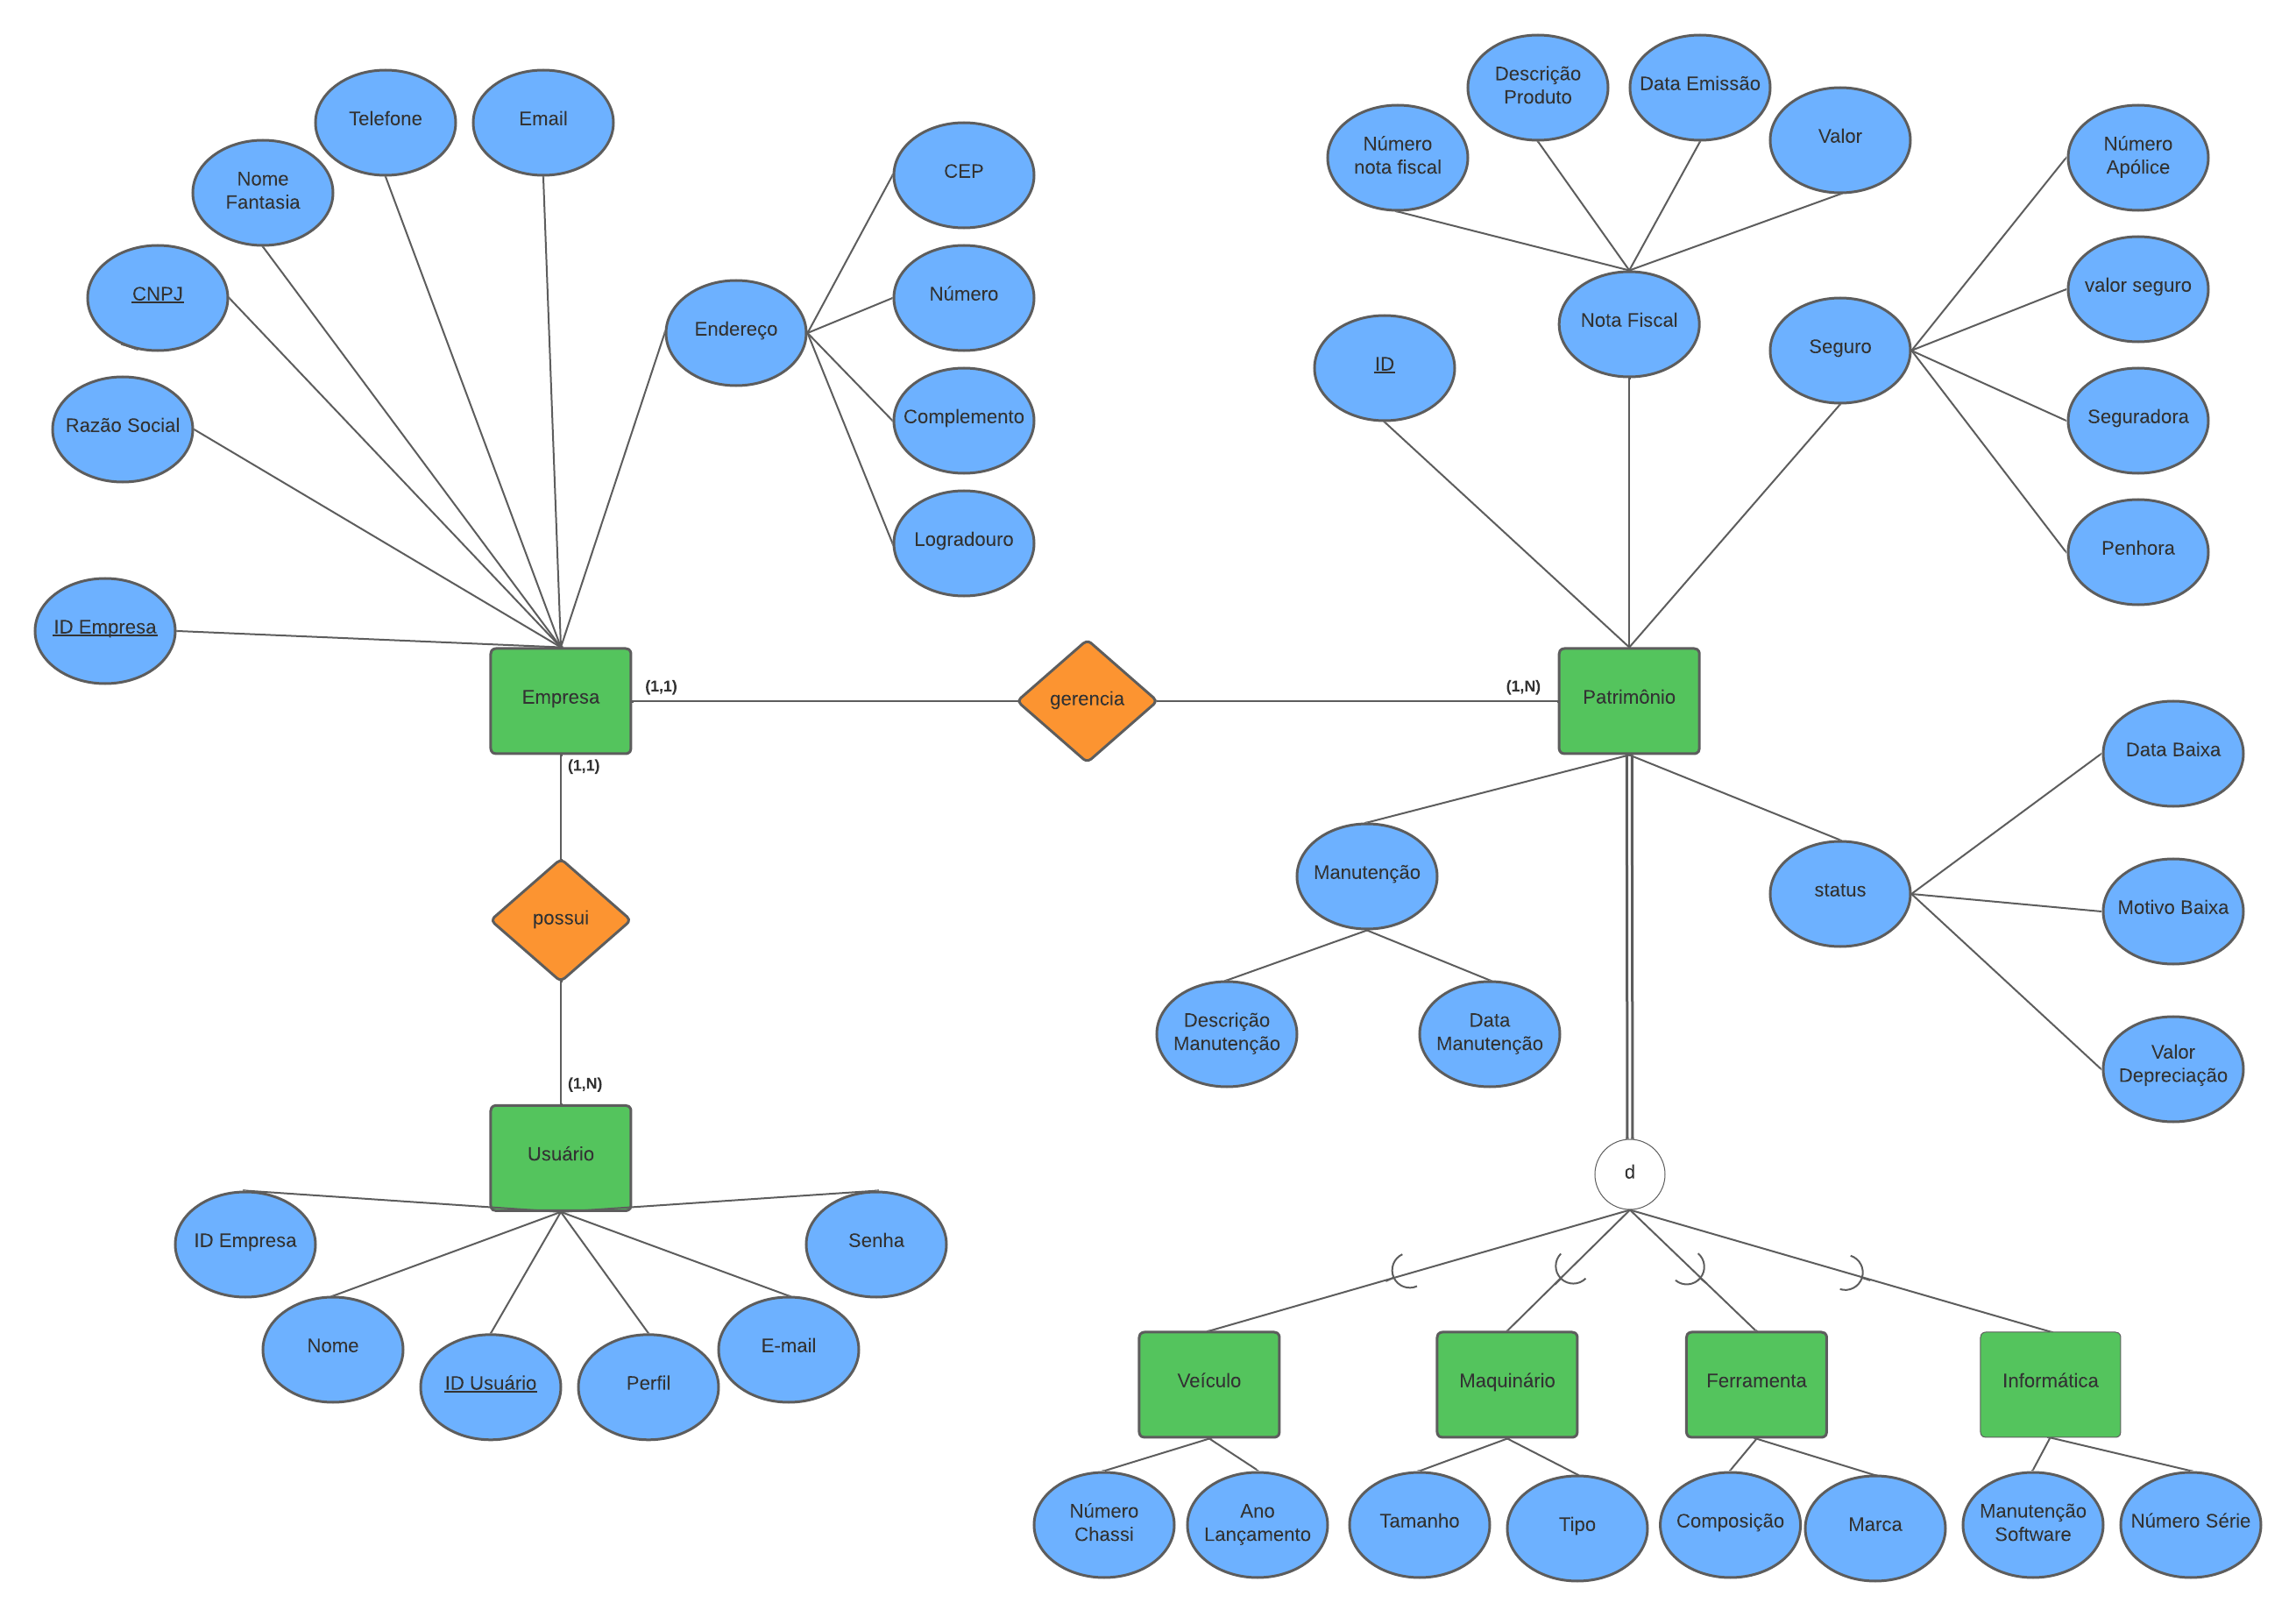 Telefone
Email
Nome
Fantasia
CNPJ
Razão Social
ID Empresa
Endereço
CEP
Número
Complemento
Logradouro
Número
nota fiscal
Descrição
Produto
Data Emissão
Valor
Nota Fiscal
ID
Seguro
Número
Apólice
valor seguro
Seguradora
Penhora
Empresa
(1,1)
gerencia
(1,N)
Patrimônio
(1,1)
possui
(1,N)
Usuário
ID Empresa
Nome
ID Usuário
Perfil
E-mail
Senha
Manutenção
Descrição
Manutenção
Data
Manutenção
status
Data Baixa
Motivo Baixa
Valor
Depreciação
d
Veículo
Maquinário
Ferramenta
Informática
Número
Chassi
Ano
Lançamento
Tamanho
Tipo
Composição
Marca
Manutenção
Software
Número Série